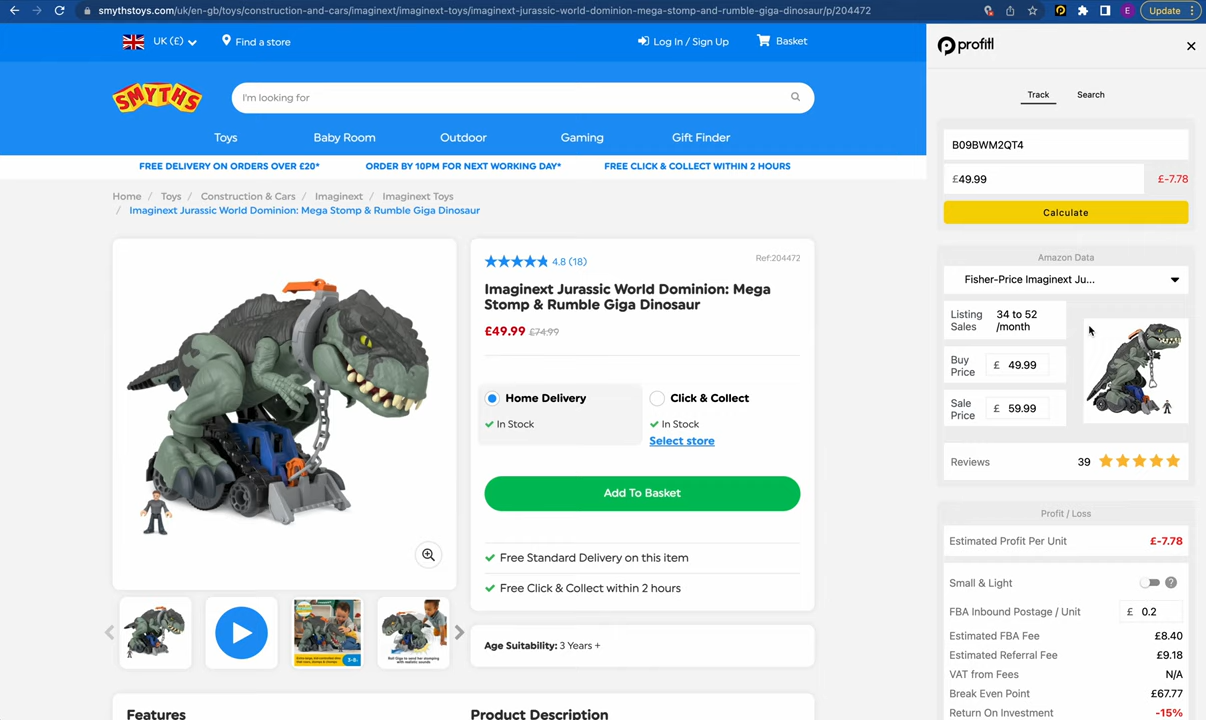 smythstoys.com/uk/en-gb/toys/construction-and-cars/imaginext/imaginext-toys/imaginext-jurassic-world-dominion-mega-stomp-and-rumble-giga-dinosaur/p/204472
E
Update
UK (£)
Find a store
Log In / Sign Up
Basket
SMYTHS
I'm looking for
Toys
Baby Room
Outdoor
Gaming
Gift Finder
FREE DELIVERY ON ORDERS OVER £20*
ORDER BY 10PM FOR NEXT WORKING DAY*
FREE CLICK & COLLECT WITHIN 2 HOURS
Home / Toys / Construction & Cars / Imaginext / Imaginext Toys
/ Imaginext Jurassic World Dominion: Mega Stomp & Rumble Giga Dinosaur
4.8 (18)
Ref:204472
Imaginext Jurassic World Dominion: Mega
Stomp & Rumble Giga Dinosaur
£49.99 £74.99
Home Delivery
In Stock
Click & Collect
In Stock
Select store
Add To Basket
Free Standard Delivery on this item
Free Click & Collect within 2 hours
Age Suitability: 3 Years +
Features
Product Description
profitl
Track
Search
B09BWM2QT4
£49.99
£-7.78
Calculate
Amazon Data
Fisher-Price Imaginext Ju...
Listing
Sales
34 to 52
/month
Buy
Price
£ 49.99
Sale
Price
£ 59.99
Reviews
39
Profit / Loss
Estimated Profit Per Unit
£-7.78
Small & Light
?
FBA Inbound Postage / Unit
£ 0.2
Estimated FBA Fee
£8.40
Estimated Referral Fee
£9.18
VAT from Fees
N/A
Break Even Point
£67.77
Return On Investment
-15%